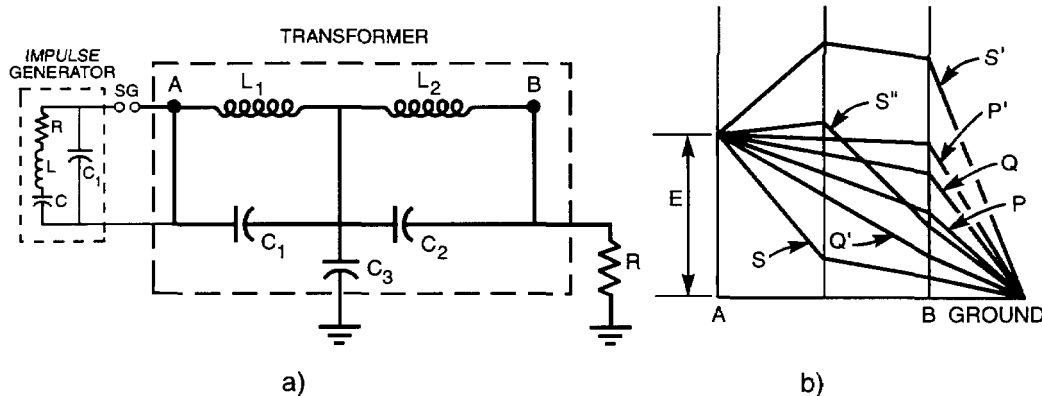 IMPULSE
GENERATOR
TRANSFORMER
SG
A
L1
L2
B
R
L
C
C1
C1
C2
C3
R
a)
S'
S"
P'
Q
P
E
S
Q'
A
B GROUND
b)